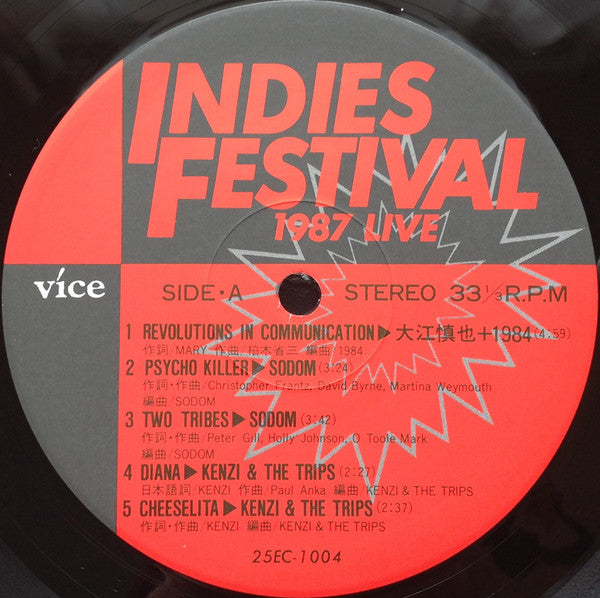 INDIES
FESTIVAL
1987 LIVE
více
SIDE・A STEREO 33 1/3 R.P.M
1 REVOLUTIONS IN COMMUNICATION▶大江慎也+1984(4:59)
作詞/MARY 作曲/柏木省三 編曲/1984
2 PSYCHO KILLER▶SODOM(3:24)
作詞・作曲/Christopher Frantz, David Byrne, Martina Weymouth
編曲/SODOM
3 TWO TRIBES▶SODOM(3:42)
作詞・作曲/Peter Gill, Holly Johnson, O Toole Mark
編曲/SODOM
4 DIANA▶KENZI & THE TRIPS(2:27)
日本語詞/KENZI 作曲/Paul Anka 編曲/KENZI & THE TRIPS
5 CHEESELITA▶KENZI & THE TRIPS(2:37)
作詞・作曲/KENZI 編曲/KENZI & THE TRIPS
25EC-1004